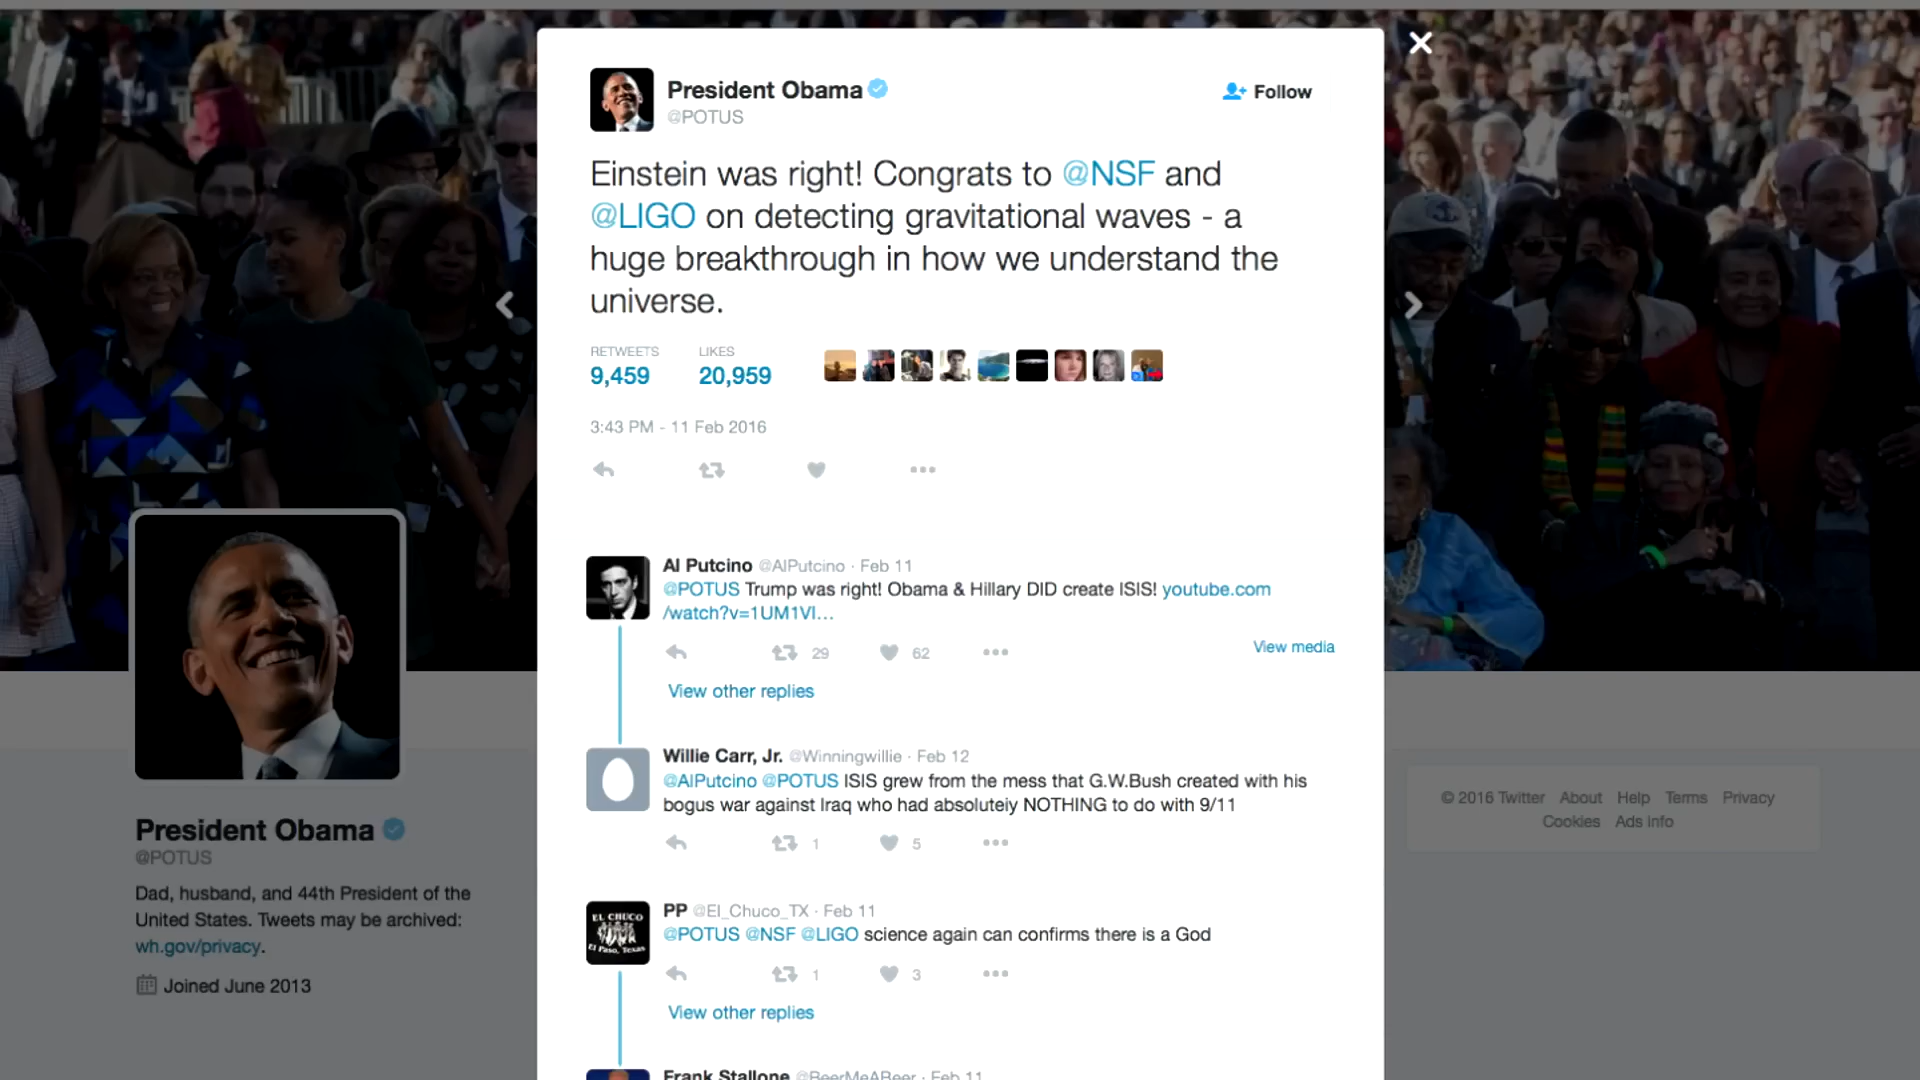 President Obama
@POTUS
Follow
Einstein was right! Congrats to @NSF and
@LIGO on detecting gravitational waves - a
huge breakthrough in how we understand the
universe.
RETWEETS
9,459
LIKES
20,959
3:43 PM - 11 Feb 2016
Al Putcino @AlPutcino · Feb 11
@POTUS Trump was right! Obama & Hillary DID create ISIS! youtube.com
/watch?v=1UM1VI...
29
62
View media
View other replies
Willie Carr, Jr. @Winningwillie · Feb 12
@AlPutcino @POTUS ISIS grew from the mess that G.W.Bush created with his
bogus war against Iraq who had absolutely NOTHING to do with 9/11
1
5
EL CHUCO
El Paso, Texas
PP @El_Chuco_TX · Feb 11
@POTUS @NSF @LIGO science again can confirms there is a God
1
3
View other replies
Frank Stallone @BeerMeABeer · Feb 11
President Obama
@POTUS
Dad, husband, and 44th President of the
United States. Tweets may be archived:
wh.gov/privacy.
Joined June 2013
© 2016 Twitter About Help Terms Privacy
Cookies Ads info